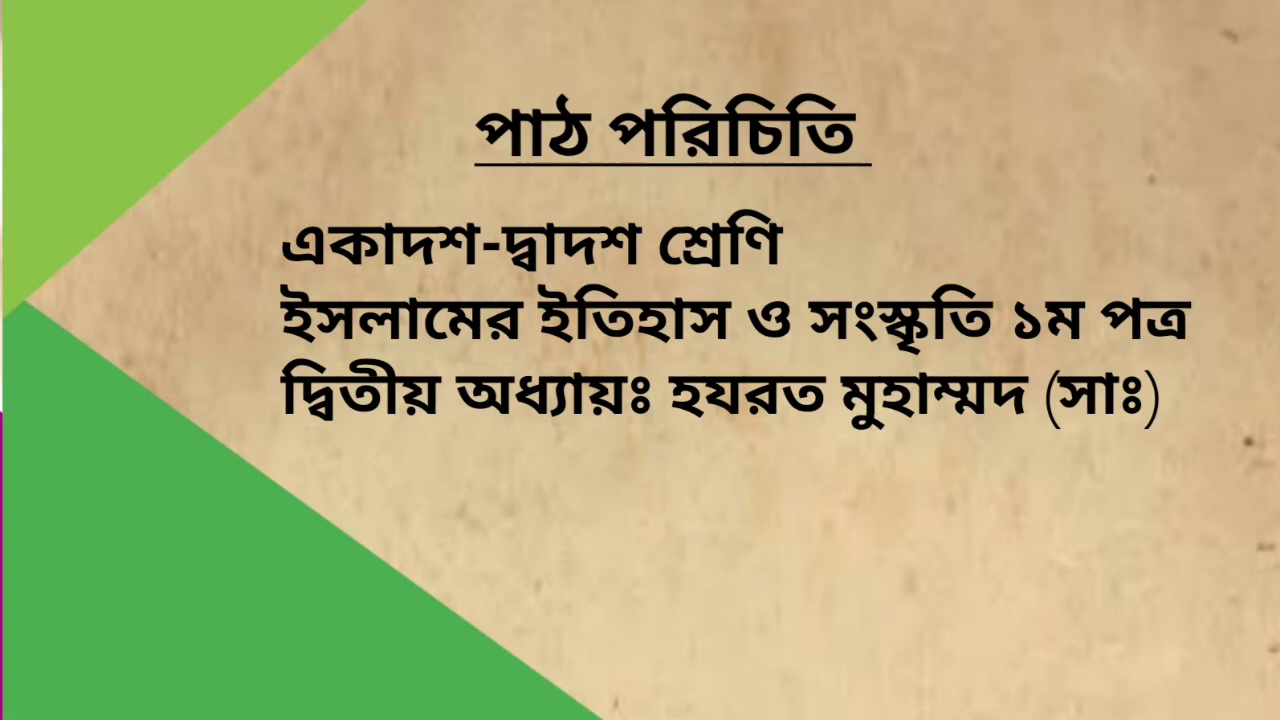 পাঠ পরিচিতি
একাদশ-দ্বাদশ শ্রেণি
ইসলামের ইতিহাস ও সংস্কৃতি ১ম পত্র
দ্বিতীয় অধ্যায়ঃ হযরত মুহাম্মদ (সাঃ)